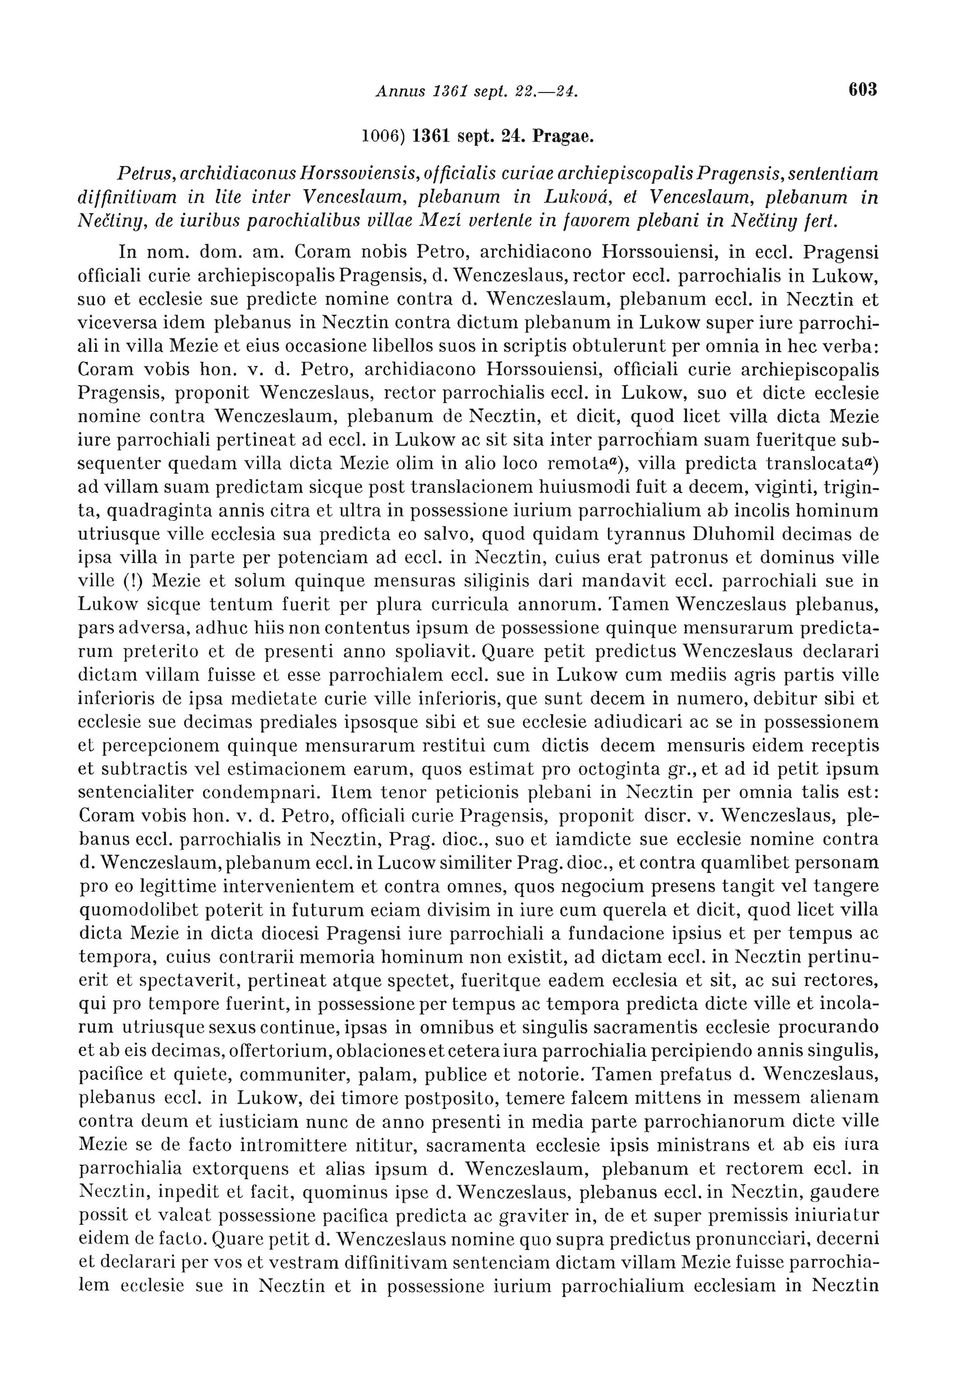 Annus 1361 sept. 22.—24. 603
1006) 1361 sept. 24. Pragae.
Petrus, archidiaconus Horssoviensis, officialis curiae archiepiscopalis Pragensis, sententiam
diffinitivam in lite inter Venceslaum, plebanum in Luková, et Venceslaum, plebanum in
Nečtiny, de iuribus parochialibus villae Mezí vertente in favorem plebani in Nečtiny fert.
In nom. dom. am. Coram nobis Petro, archidiacono Horssouiensi, in eccl. Pragensi
officiali curie archiepiscopalis Pragensis, d. Wenczeslaus, rector eccl. parrochialis in Lukow,
suo et ecclesie sue predicte nomine contra d. Wenczeslaum, plebanum eccl. in Necztin et
viceversa idem plebanus in Necztin contra dictum plebanum in Lukow super iure parrochi-
ali in villa Mezie et eius occasione libellos suos in scriptis obtulerunt per omnia in hec verba:
Coram vobis hon. v. d. Petro, archidiacono Horssouiensi, officiali curie archiepiscopalis
Pragensis, proponit Wenczeslaus, rector parrochialis eccl. in Lukow, suo et dicte ecclesie
nomine contra Wenczeslaum, plebanum de Necztin, et dicit, quod licet villa dicta Mezie
iure parrochiali pertineat ad eccl. in Lukow ac sit sita inter parrochiam suam fueritque sub-
sequenter quedam villa dicta Mezie olim in alio loco remotaᵃ), villa predicta translocataᵃ)
ad villam suam predictam sicque post translacionem huiusmodi fuit a decem, viginti, trigin-
ta, quadraginta annis citra et ultra in possessione iurium parrochialium ab incolis hominum
utriusque ville ecclesia sua predicta eo salvo, quod quidam tyrannus Dluhomil decimas de
ipsa villa in parte per potenciam ad eccl. in Necztin, cuius erat patronus et dominus ville
ville (!) Mezie et solum quinque mensuras siliginis dari mandavit eccl. parrochiali sue in
Lukow sicque tentum fuerit per plura curricula annorum. Tamen Wenczeslaus plebanus,
pars adversa, adhuc hiis non contentus ipsum de possessione quinque mensurarum predicta-
rum preterito et de presenti anno spoliavit. Quare petit predictus Wenczeslaus declarari
dictam villam fuisse et esse parrochialem eccl. sue in Lukow cum mediis agris partis ville
inferioris de ipsa medietate curie ville inferioris, que sunt decem in numero, debitur sibi et
ecclesie sue decimas prediales ipsosque sibi et sue ecclesie adiudicari ac se in possessionem
et percepcionem quinque mensurarum restitui cum dictis decem mensuris eidem receptis
et subtractis vel estimacionem earum, quos estimat pro octoginta gr., et ad id petit ipsum
sentencialiter condempnari. Item tenor peticionis plebani in Necztin per omnia talis est:
Coram vobis hon. v. d. Petro, officiali curie Pragensis, proponit discr. v. Wenczeslaus, ple-
banus eccl. parrochialis in Necztin, Prag. dioc., suo et iamdicte sue ecclesie nomine contra
d. Wenczeslaum, plebanum eccl. in Lucow similiter Prag. dioc., et contra quamlibet personam
pro eo legittime intervenientem et contra omnes, quos negocium presens tangit vel tangere
quomodolibet poterit in futurum eciam divisim in iure cum querela et dicit, quod licet villa
dicta Mezie in dicta diocesi Pragensi iure parrochiali a fundacione ipsius et per tempus ac
tempora, cuius contrarii memoria hominum non existit, ad dictam eccl. in Necztin pertinu-
erit et spectaverit, pertineat atque spectet, fueritque eadem ecclesia et sit, ac sui rectores,
qui pro tempore fuerint, in possessione per tempus ac tempora predicta dicte ville et incola-
rum utriusque sexus continue, ipsas in omnibus et singulis sacramentis ecclesie procurando
et ab eis decimas, offertorium, oblaciones et cetera iura parrochialia percipiendo annis singulis,
pacifice et quiete, communiter, palam, publice et notorie. Tamen prefatus d. Wenczeslaus,
plebanus eccl. in Lukow, dei timore postposito, temere falcem mittens in messem alienam
contra deum et iusticiam nunc de anno presenti in media parte parrochianorum dicte ville
Mezie se de facto intromittere nititur, sacramenta ecclesie ipsis ministrans et ab eis iura
parrochialia extorquens et alias ipsum d. Wenczeslaum, plebanum et rectorem eccl. in
Necztin, inpedit et facit, quominus ipse d. Wenczeslaus, plebanus eccl. in Necztin, gaudere
possit et valeat possessione pacifica predicta ac graviter in, de et super premissis iniuriatur
eidem de facto. Quare petit d. Wenczeslaus nomine quo supra predictus pronuncciari, decerni
et declarari per vos et vestram diffinitivam sentenciam dictam villam Mezie fuisse parrochia-
lem ecclesie sue in Necztin et in possessione iurium parrochialium ecclesiam in Necztin